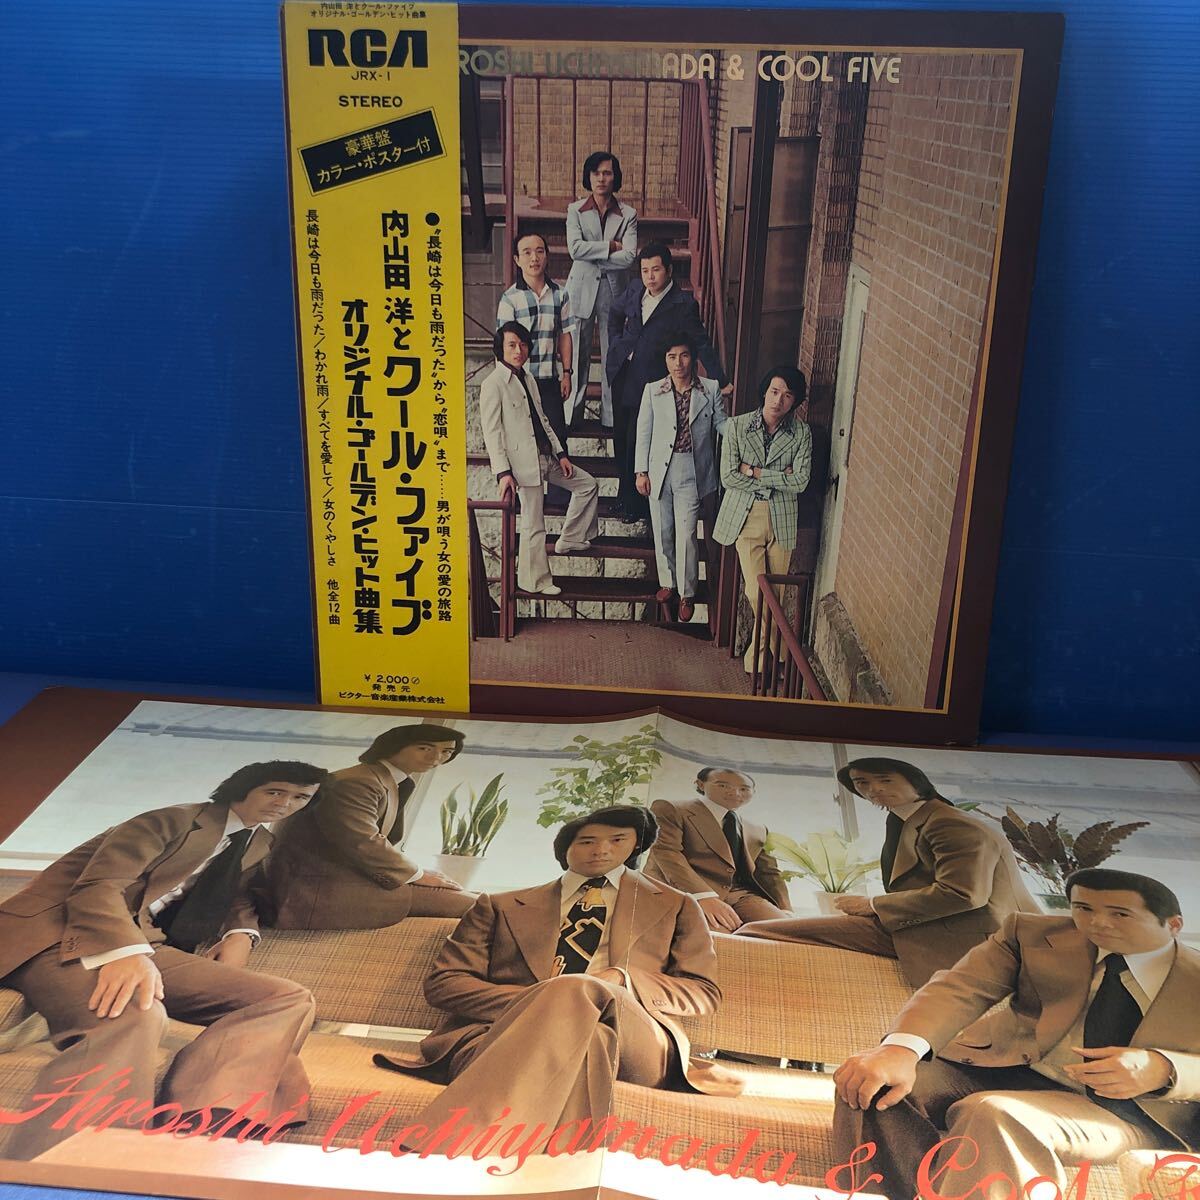 内山田 洋とクール・ファイブ
オリジナル・ゴールデン・ヒット曲集
RCA
JRX-1
STEREO
豪華盤
カラー・ポスター付
●"長崎は今日も雨だった"から"恋唄"まで……男が唄う女の愛の旅路
内山田 洋とクール・ファイブ
オリジナル・ゴールデン・ヒット曲集
長崎は今日も雨だった/わかれ雨/すべてを愛して/女のくやしさ 他全12曲
¥2,000
発売元
ビクター音楽産業株式会社
ROSHI UCHIYAMADA & COOL FIVE
Hiroshi Uchiyamada & Cool F